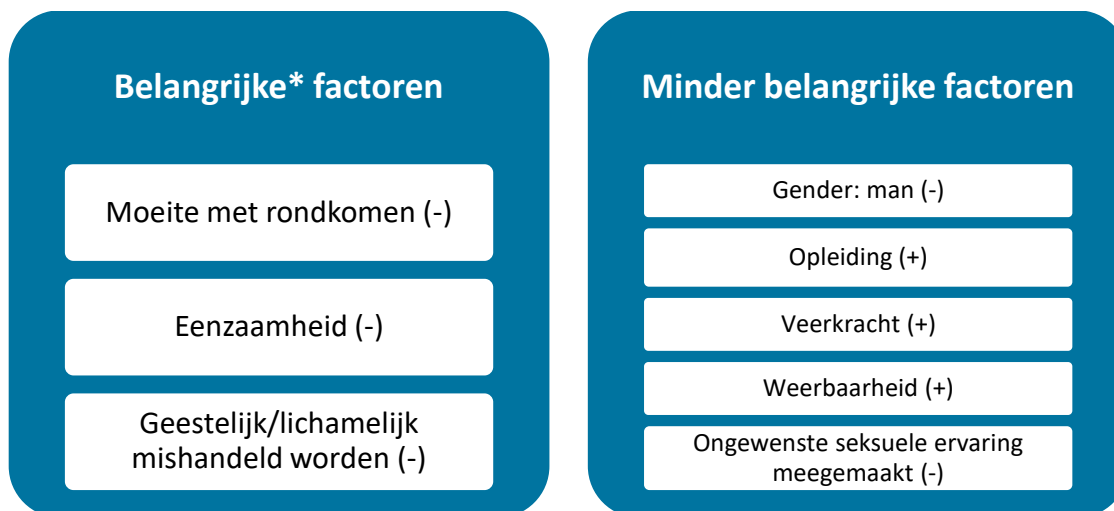 Belangrijke* factoren
Moeite met rondkomen (-)
Eenzaamheid (-)
Geestelijk/lichamelijk
mishandeld worden (-)
Minder belangrijke factoren
Gender: man (-)
Opleiding (+)
Veerkracht (+)
Weerbaarheid (+)
Ongewenste seksuele ervaring
meegemaakt (-)